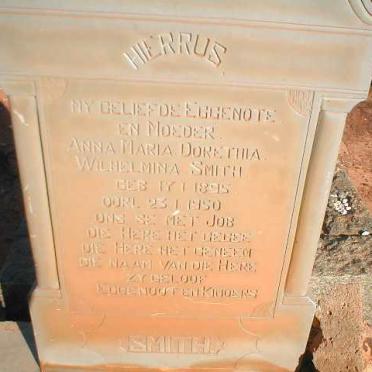 HIERRUS
MY GELIEFDE EGGENOTE
EN MOEDER
ANNA MARIA DORETHIA
WILHELMINA SMITH
GEB 17 1 1895
OORL 23 1 1950
ONS SE MET JOB
DIE HERE HET GEGEE
DIE HERE HET GENEEM
DIE NAAM VAN DIE HERE
ZY GELOOF
EGGENOOT EN KINDERS
SMITH